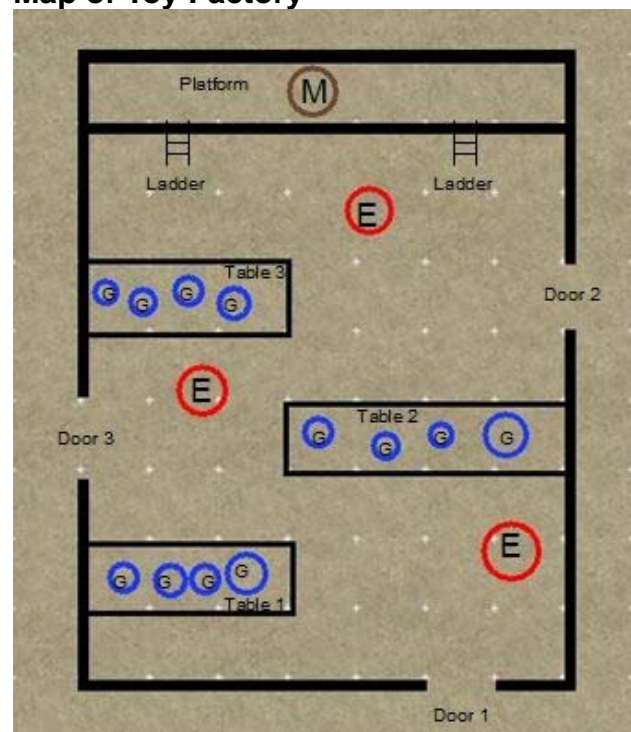 Map of Toy Factory
Platform M
Ladder Ladder
E
Table 3
G G G G
Door 2
E
Table 2
G G G G
Door 3
E
G G G G
Table 1
Door 1